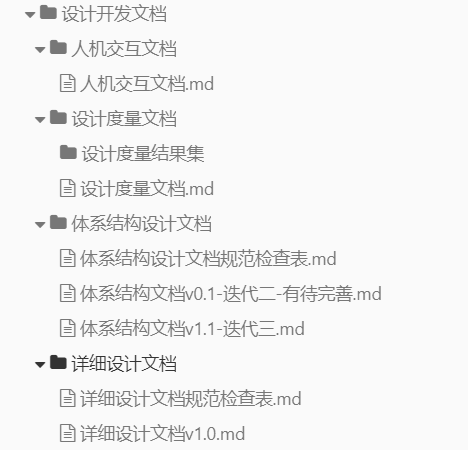 设计开发文档
人机交互文档
人机交互文档.md
设计度量文档
设计度量结果集
设计度量文档.md
体系结构设计文档
体系结构设计文档规范检查表.md
体系结构文档v0.1-迭代二-有待完善.md
体系结构文档v1.1-迭代三.md
详细设计文档
详细设计文档规范检查表.md
详细设计文档v1.0.md